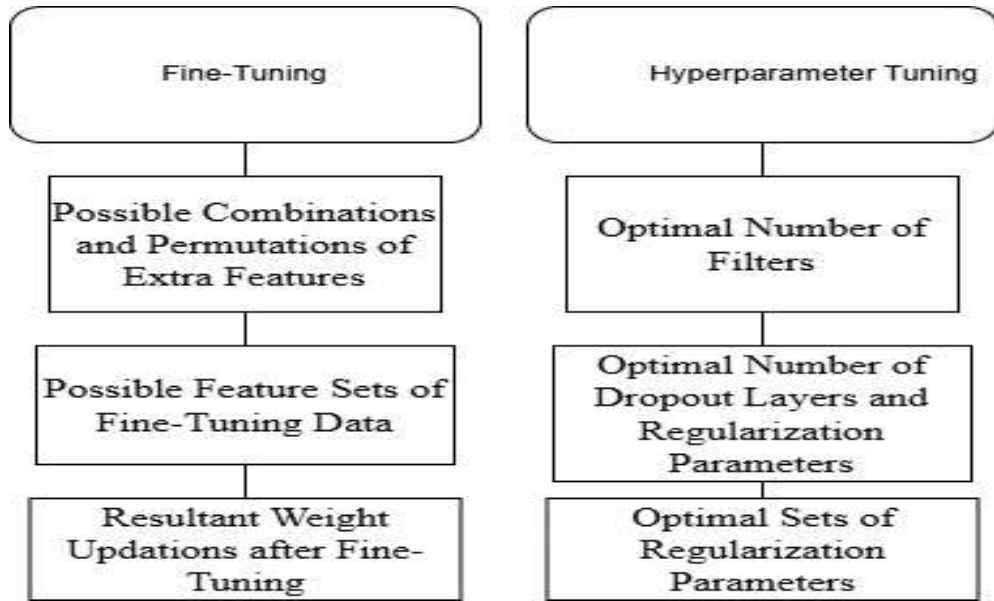 Fine-Tuning
Possible Combinations
and Permutations of
Extra Features
Possible Feature Sets of
Fine-Tuning Data
Resultant Weight
Updations after Fine-
Tuning
Hyperparameter Tuning
Optimal Number of
Filters
Optimal Number of
Dropout Layers and
Regularization
Parameters
Optimal Sets of
Regularization
Parameters